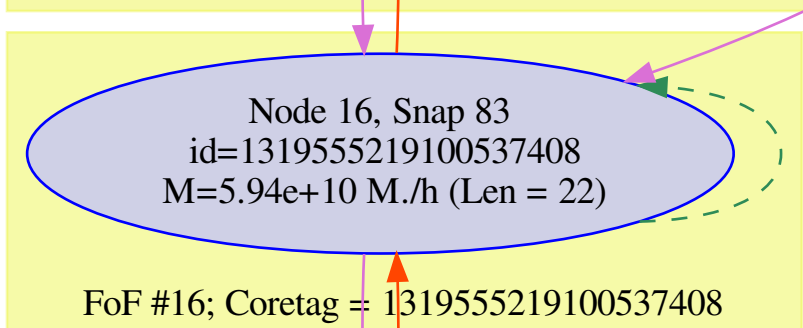 Node 16, Snap 83
id=1319555219100537408
M=5.94e+10 M./h (Len = 22)
FoF #16; Coretag = 1319555219100537408